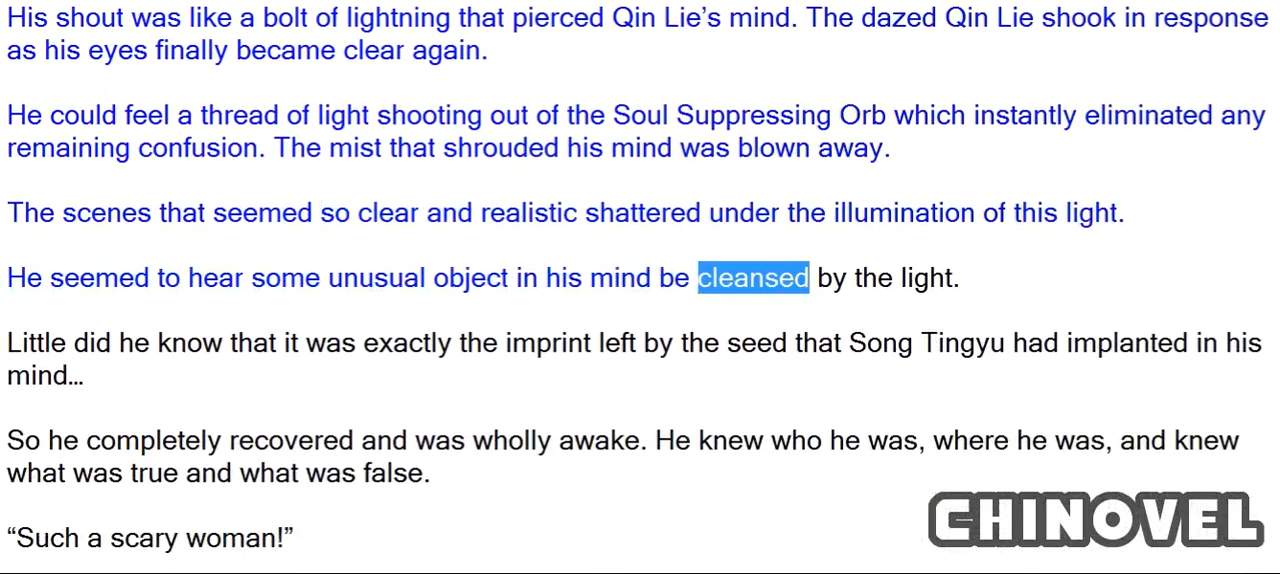 His shout was like a bolt of lightning that pierced Qin Lie’s mind. The dazed Qin Lie shook in response
as his eyes finally became clear again.
He could feel a thread of light shooting out of the Soul Suppressing Orb which instantly eliminated any
remaining confusion. The mist that shrouded his mind was blown away.
The scenes that seemed so clear and realistic shattered under the illumination of this light.
He seemed to hear some unusual object in his mind be cleansed by the light.
Little did he know that it was exactly the imprint left by the seed that Song Tingyu had implanted in his
mind…
So he completely recovered and was wholly awake. He knew who he was, where he was, and knew
what was true and what was false.
“Such a scary woman!”
CHINOVEL